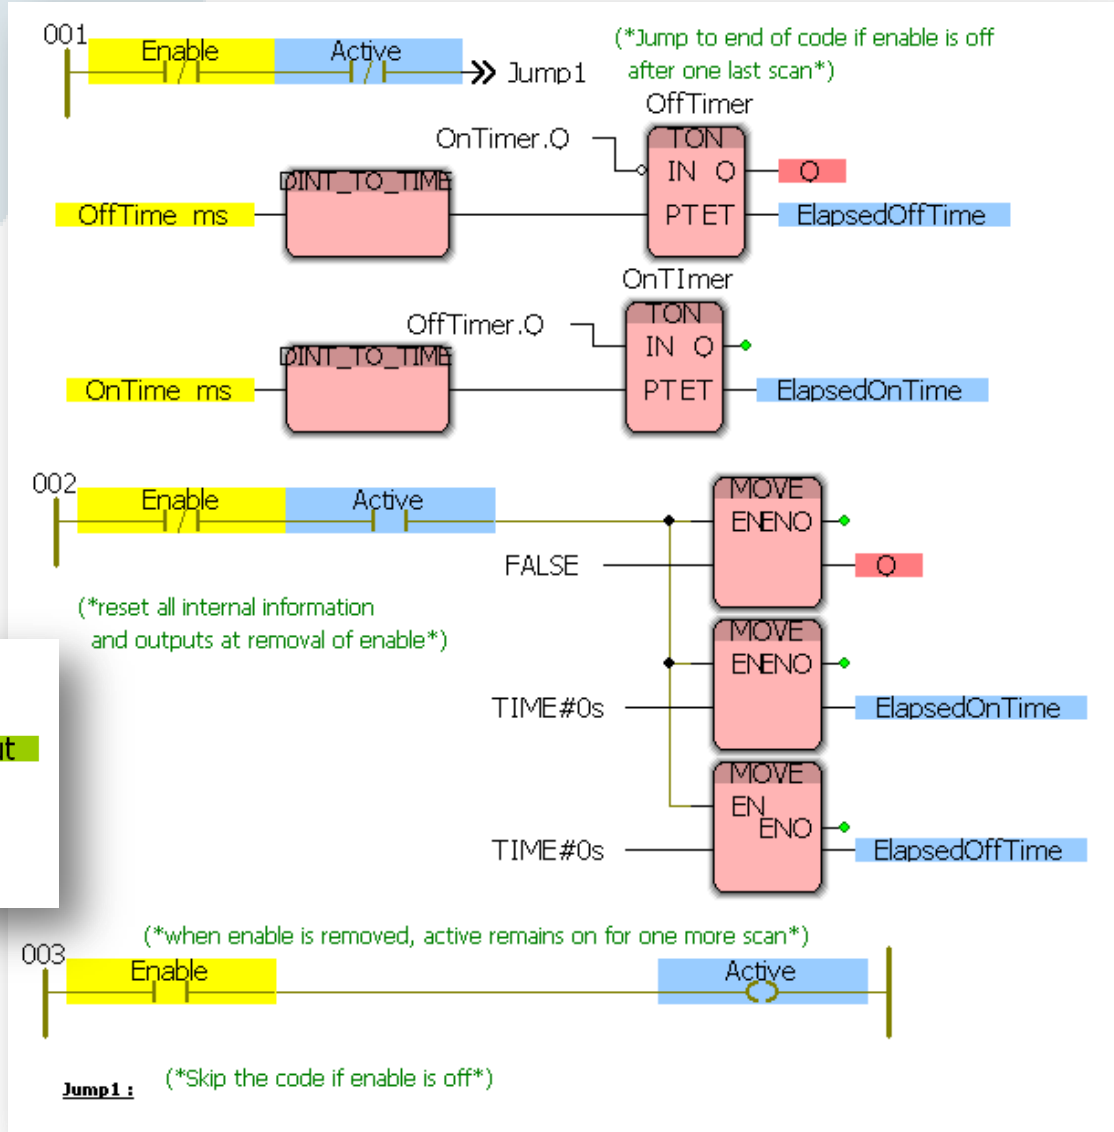 001
Enable
Active
Jump1
(*Jump to end of code if enable is off
after one last scan*)
OffTimer
OnTimer.Q
TON
IN Q
Q
DINT_TO_TIME
OffTime ms
PT ET
ElapsedOffTime
OnTImer
OffTimer.Q
TON
IN Q
DINT_TO_TIME
OnTime ms
PT ET
ElapsedOnTime
002
Enable
Active
MOVE
EN ENO
FALSE
Q
(*reset all internal information
and outputs at removal of enable*)
MOVE
EN ENO
TIME#0s
ElapsedOnTime
MOVE
EN
ENO
TIME#0s
ElapsedOffTime
(*when enable is removed, active remains on for one more scan*)
003
Enable
Active
Jump1:
(*Skip the code if enable is off*)